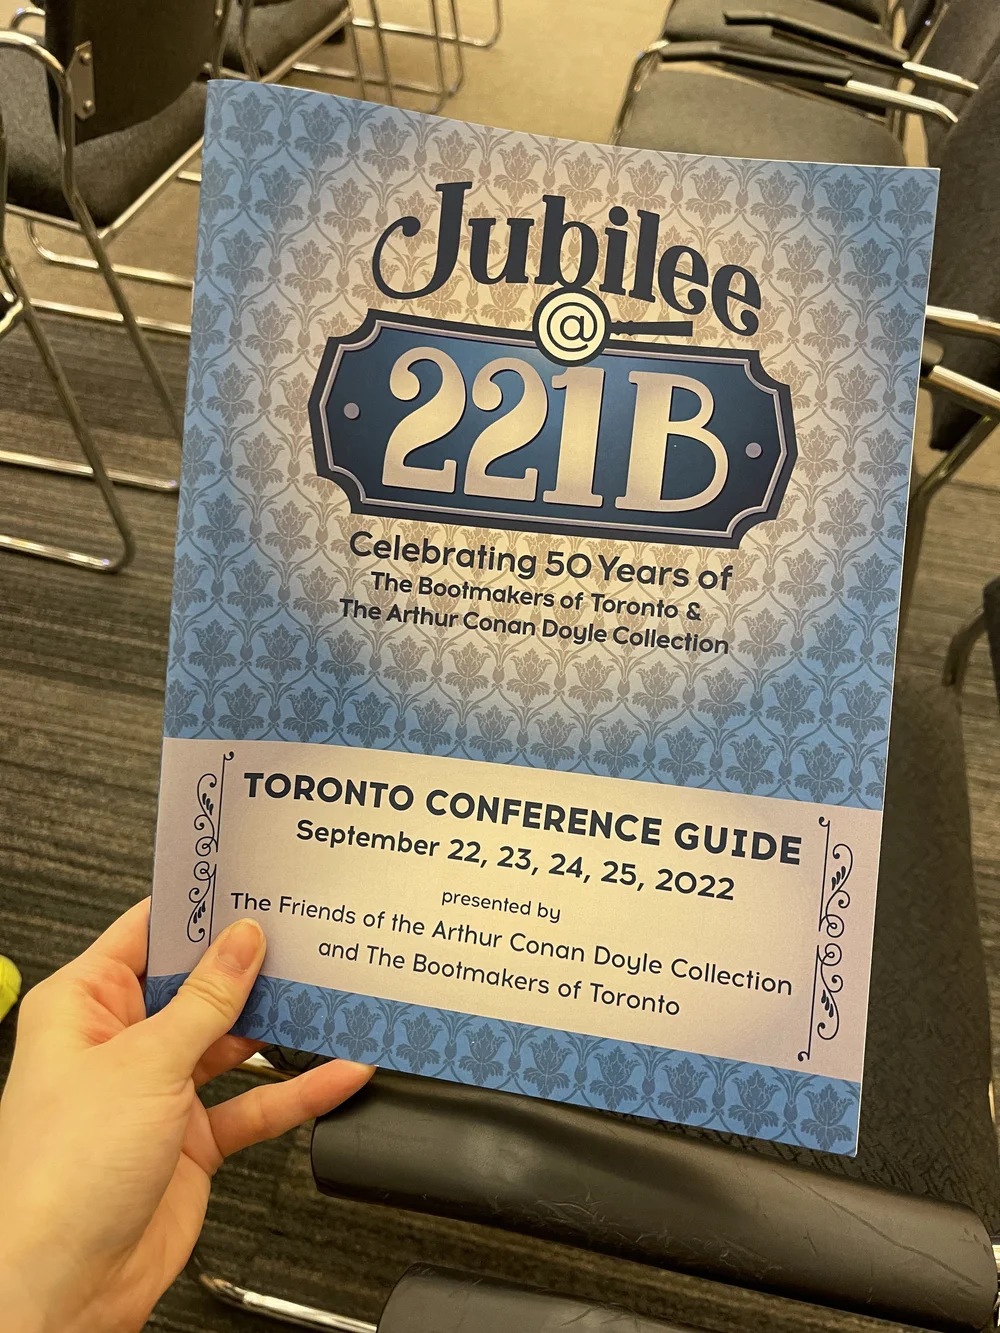 Jubilee
@
221B
Celebrating 50 Years of
The Bootmakers of Toronto &
The Arthur Conan Doyle Collection
TORONTO CONFERENCE GUIDE
September 22, 23, 24, 25, 2022
presented by
The Friends of the Arthur Conan Doyle Collection
and The Bootmakers of Toronto